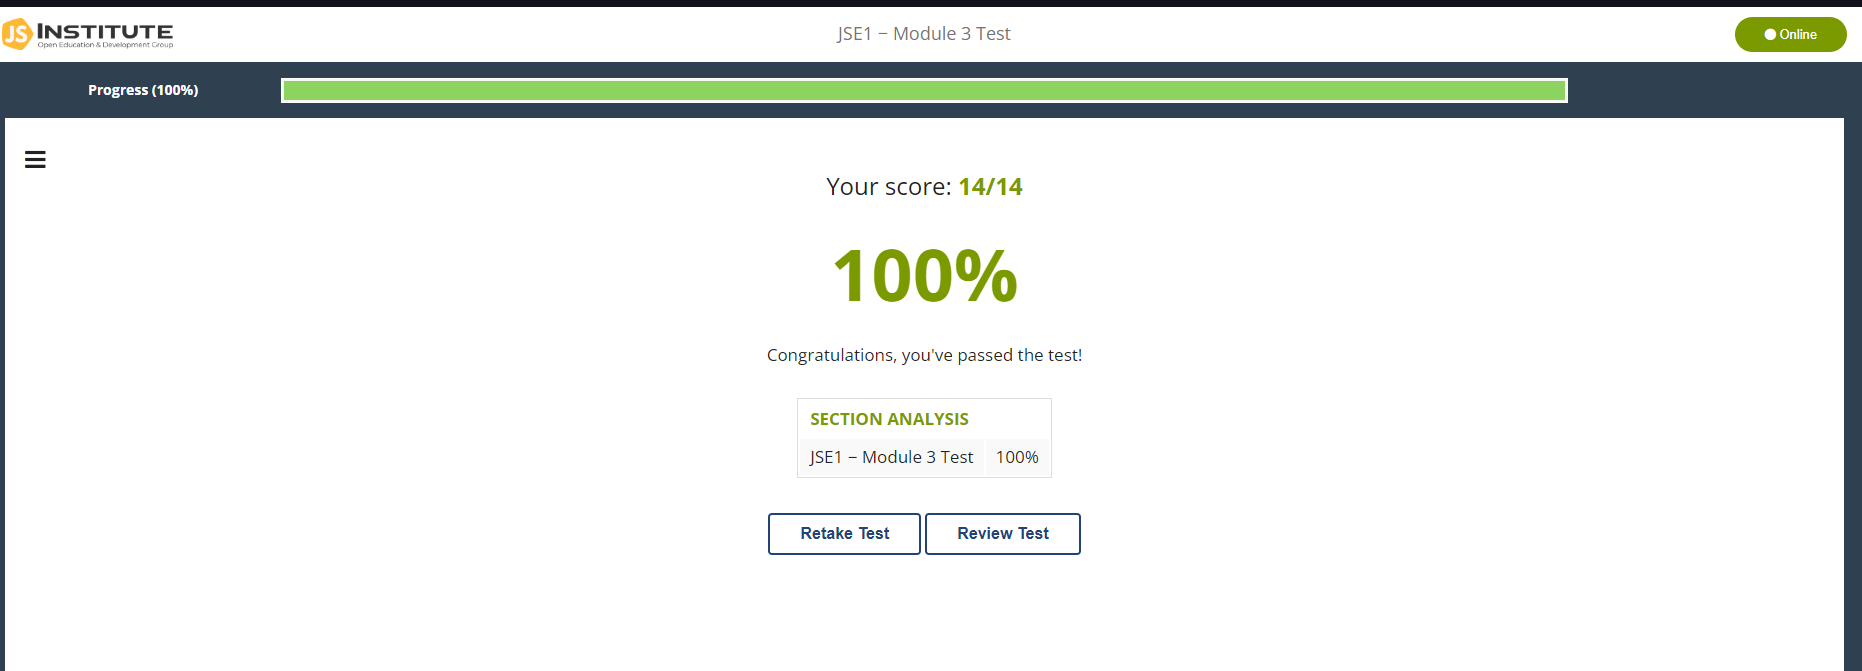 JS INSTITUTE
Open Education & Development Group
JSE1 – Module 3 Test
Online
Progress (100%)
Your score: 14/14
100%
Congratulations, you've passed the test!
SECTION ANALYSIS
JSE1 – Module 3 Test 100%
Retake Test Review Test